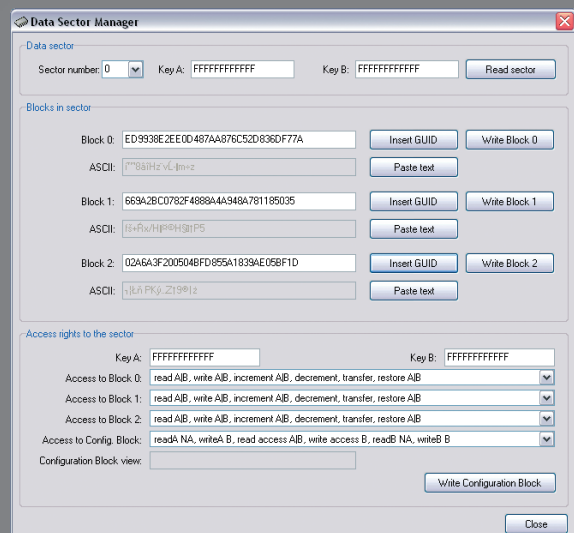 Data Sector Manager
Data sector
Sector number: 0 Key A: FFFFFFFFFFFF Key B: FFFFFFFFFFFF Read sector
Blocks in sector
Block 0: ED9938E2EE0D487AA876C52D836DF77A Insert GUID Write Block 0
ASCII: Paste text
Block 1: 669A2BC0782F4888A4A948A781185035 Insert GUID Write Block 1
ASCII: Paste text
Block 2: 02A6A3F200504BFD855A1839AE05BF1D Insert GUID Write Block 2
ASCII: Paste text
Access rights to the sector
Key A: FFFFFFFFFFFF Key B: FFFFFFFFFFFF
Access to Block 0: read A|B, write A|B, increment A|B, decrement, transfer, restore A|B
Access to Block 1: read A|B, write A|B, increment A|B, decrement, transfer, restore A|B
Access to Block 2: read A|B, write A|B, increment A|B, decrement, transfer, restore A|B
Access to Config. Block: readA NA, writeA B, read access A|B, write access B, readB NA, writeB B
Configuration Block view:
Write Configuration Block
Close